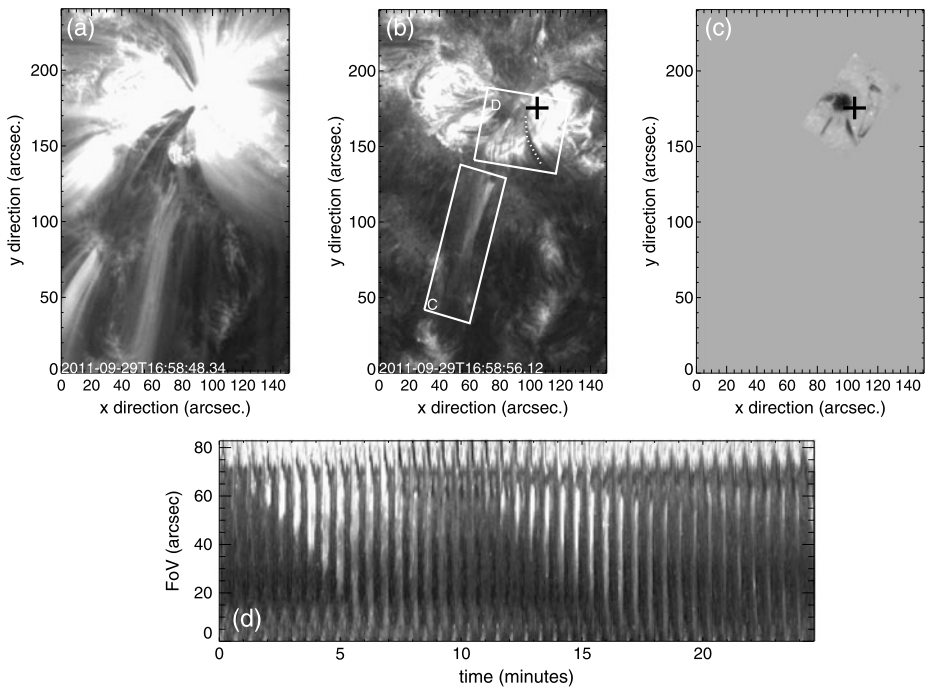 (a)
y direction (arcsec.)
200
150
100
50
0
2011-09-29T16:58:48.34
0 20 40 60 80 100 120 140
x direction (arcsec.)
(b)
D
C
y direction (arcsec.)
200
150
100
50
0
2011-09-29T16:58:56.12
0 20 40 60 80 100 120 140
x direction (arcsec.)
(c)
y direction (arcsec.)
200
150
100
50
0
0 20 40 60 80 100 120 140
x direction (arcsec.)
FoV (arcsec)
80
60
40
20
0
(d)
0 5 10 15 20
time (minutes)